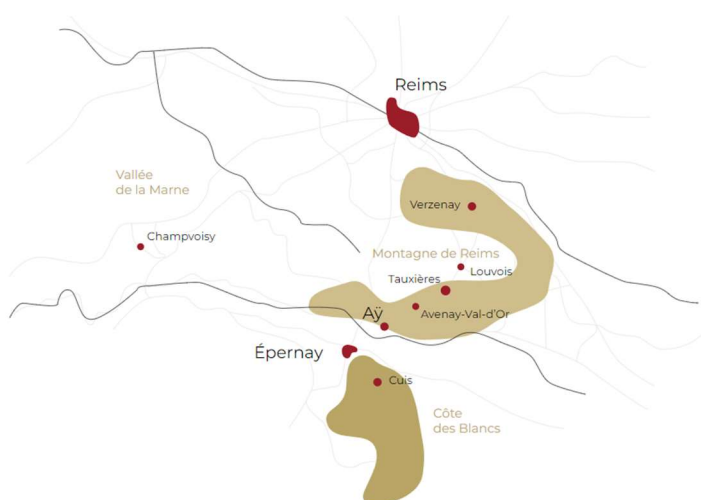 Reims
Vallée
de la Marne
Verzenay
Champvoisy
Montagne de Reims
Louvois
Tauxières
Aÿ
Avenay-Val-d'Or
Épernay
Cuis
Côte
des Blancs